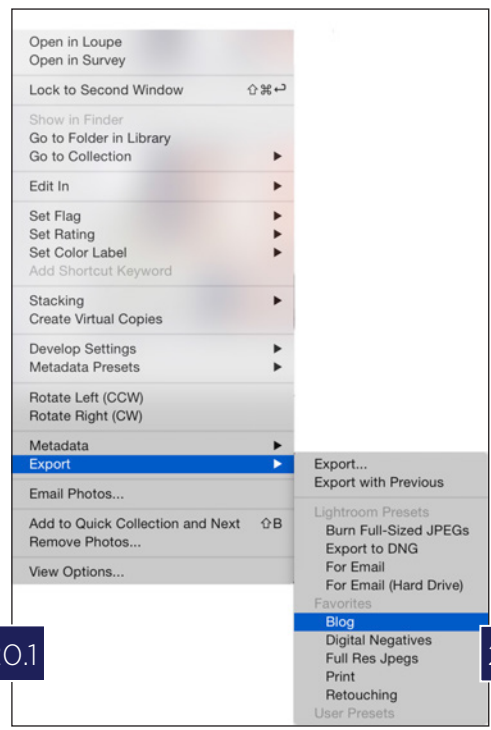 Open in Loupe
Open in Survey
Lock to Second Window ⇧⌘↩
Show in Finder
Go to Folder in Library
Go to Collection ▶
Edit In ▶
Set Flag ▶
Set Rating ▶
Set Color Label ▶
Add Shortcut Keyword
Stacking ▶
Create Virtual Copies
Develop Settings ▶
Metadata Presets ▶
Rotate Left (CCW)
Rotate Right (CW)
Metadata ▶
Export ▶
Email Photos...
Add to Quick Collection and Next ⇧B
Remove Photos...
View Options...
Export...
Export with Previous
Lightroom Presets
Burn Full-Sized JPEGs
Export to DNG
For Email
For Email (Hard Drive)
Favorites
Blog
Digital Negatives
Full Res Jpegs
Print
Retouching
User Presets
0.1